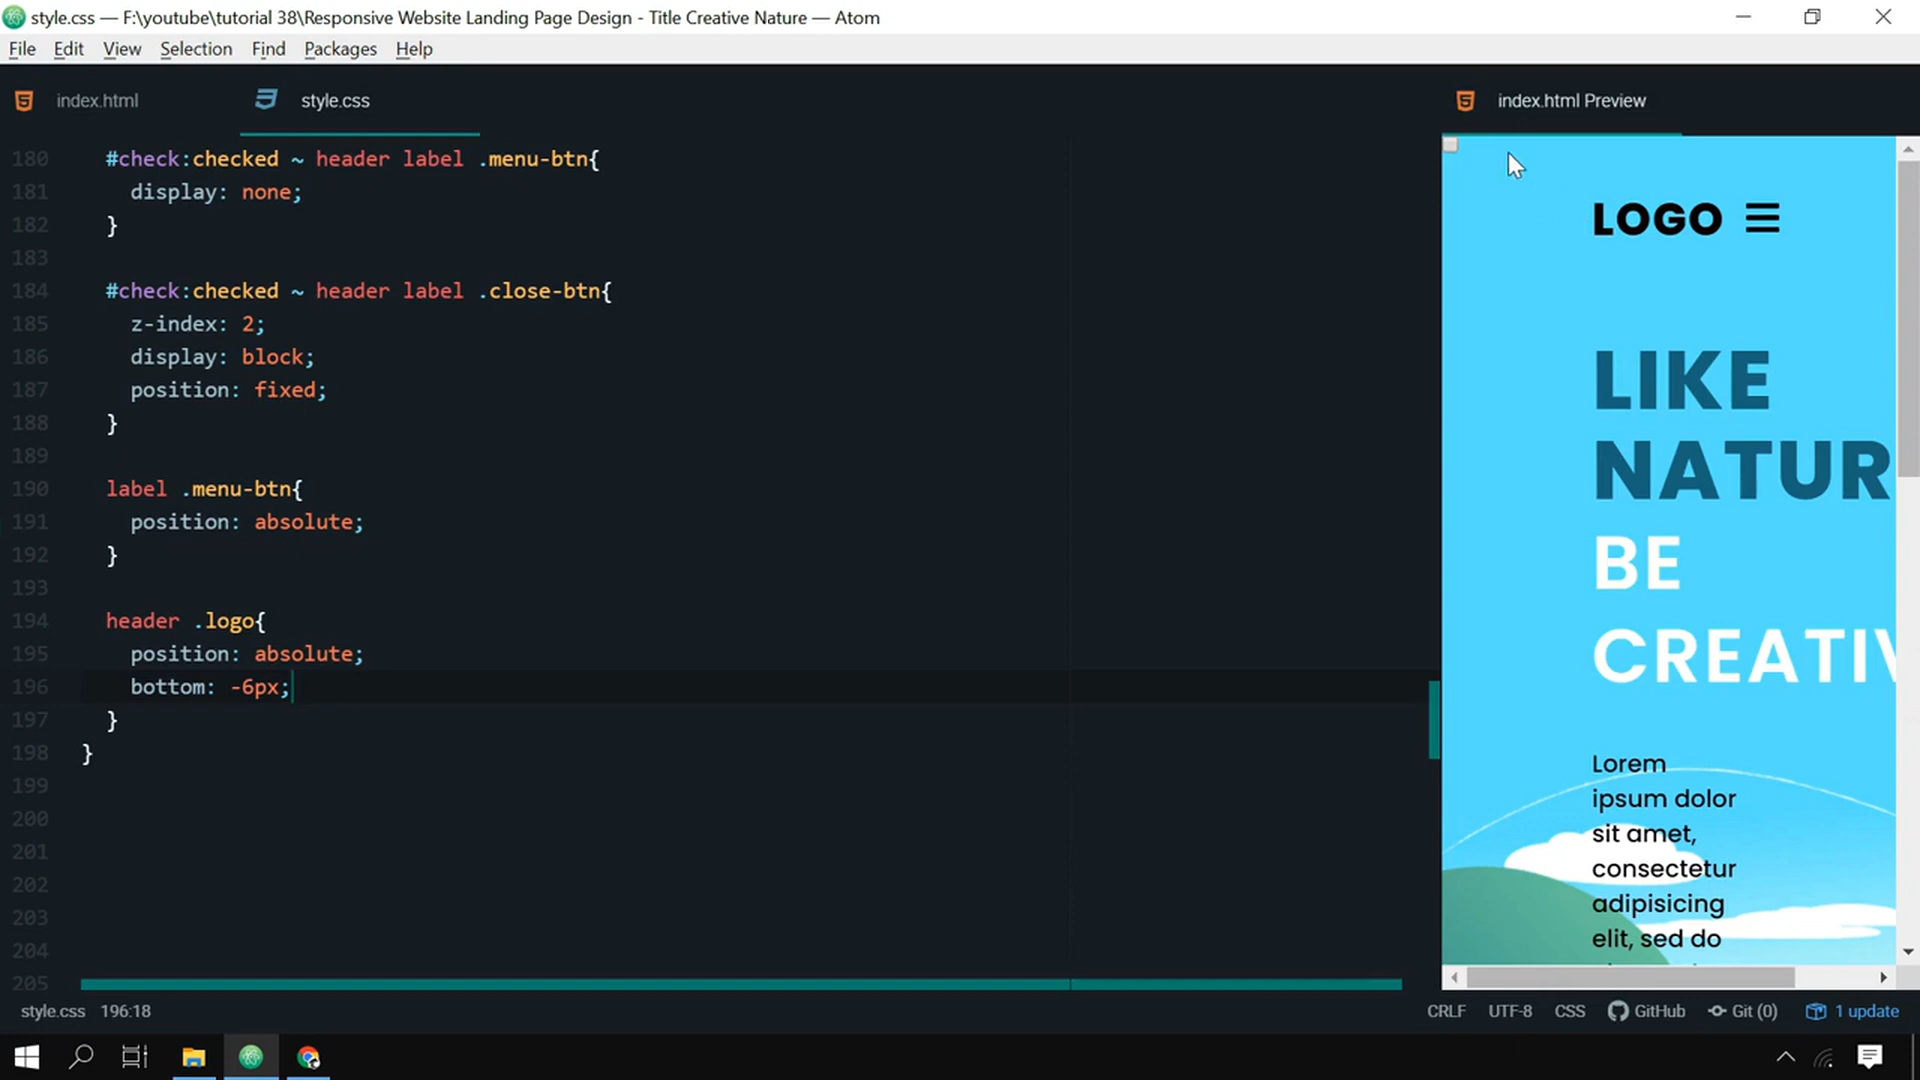 style.css — F:\youtube\tutorial 38\Responsive Website Landing Page Design - Title Creative Nature — Atom
File Edit View Selection Find Packages Help
index.html
style.css
index.html Preview
180 #check:checked ~ header label .menu-btn{
181 display: none;
182 }
183
184 #check:checked ~ header label .close-btn{
185 z-index: 2;
186 display: block;
187 position: fixed;
188 }
189
190 label .menu-btn{
191 position: absolute;
192 }
193
194 header .logo{
195 position: absolute;
196 bottom: -6px;
197 }
198 }
199
200
201
202
203
204
205
LOGO
LIKE
NATUR
BE
CREATIV
Lorem
ipsum dolor
sit amet,
consectetur
adipisicing
elit, sed do
style.css 196:18
CRLF UTF-8 CSS GitHub Git (0) 1 update